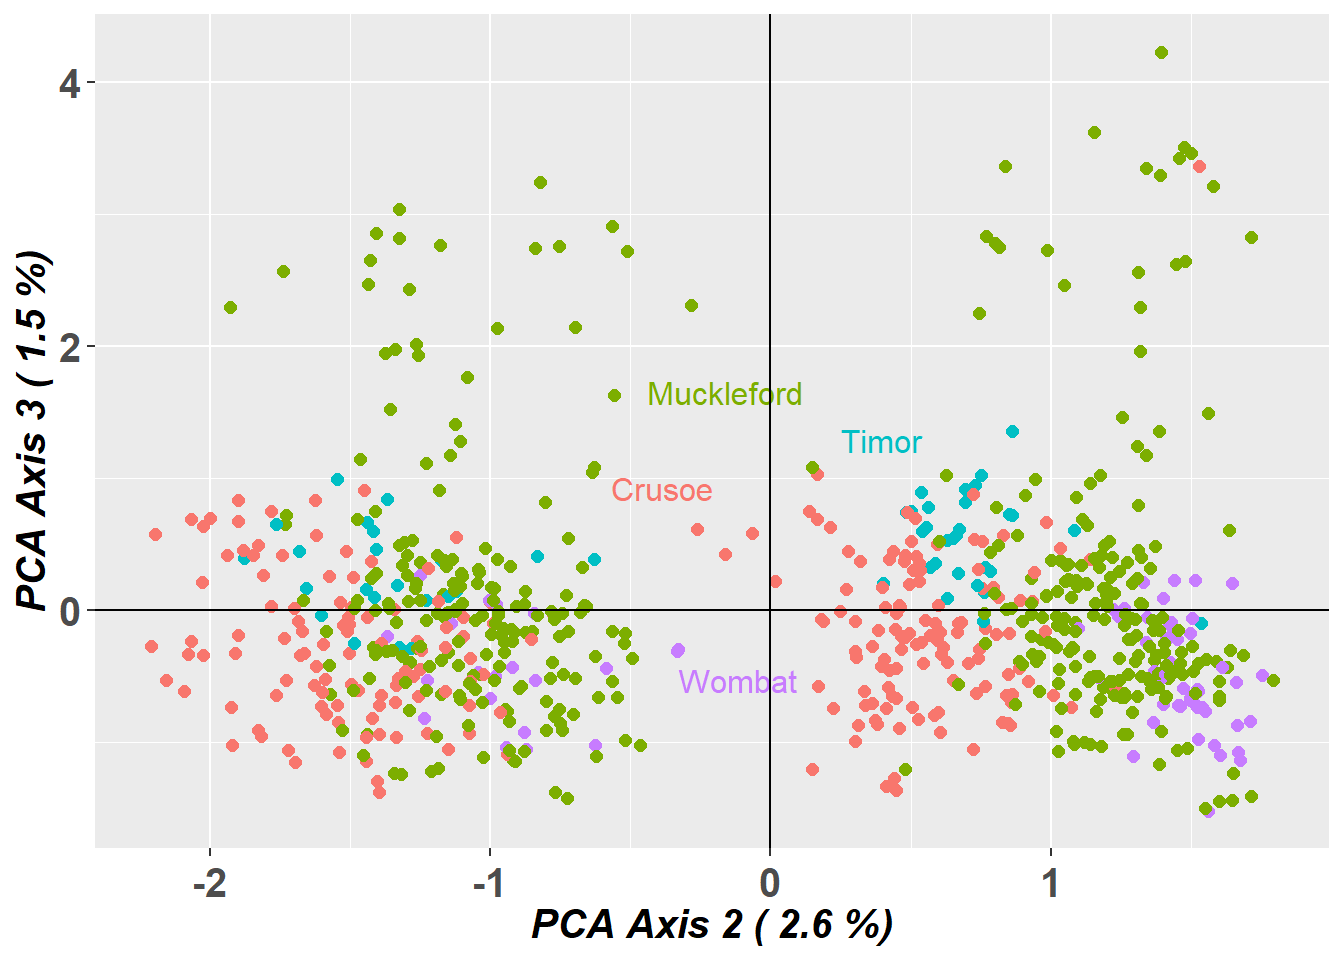 4
2
0
PCA Axis 3 ( 1.5 %)
Muckleford
Timor
Crusoe
Wombat
-2
-1
0
1
PCA Axis 2 ( 2.6 %)